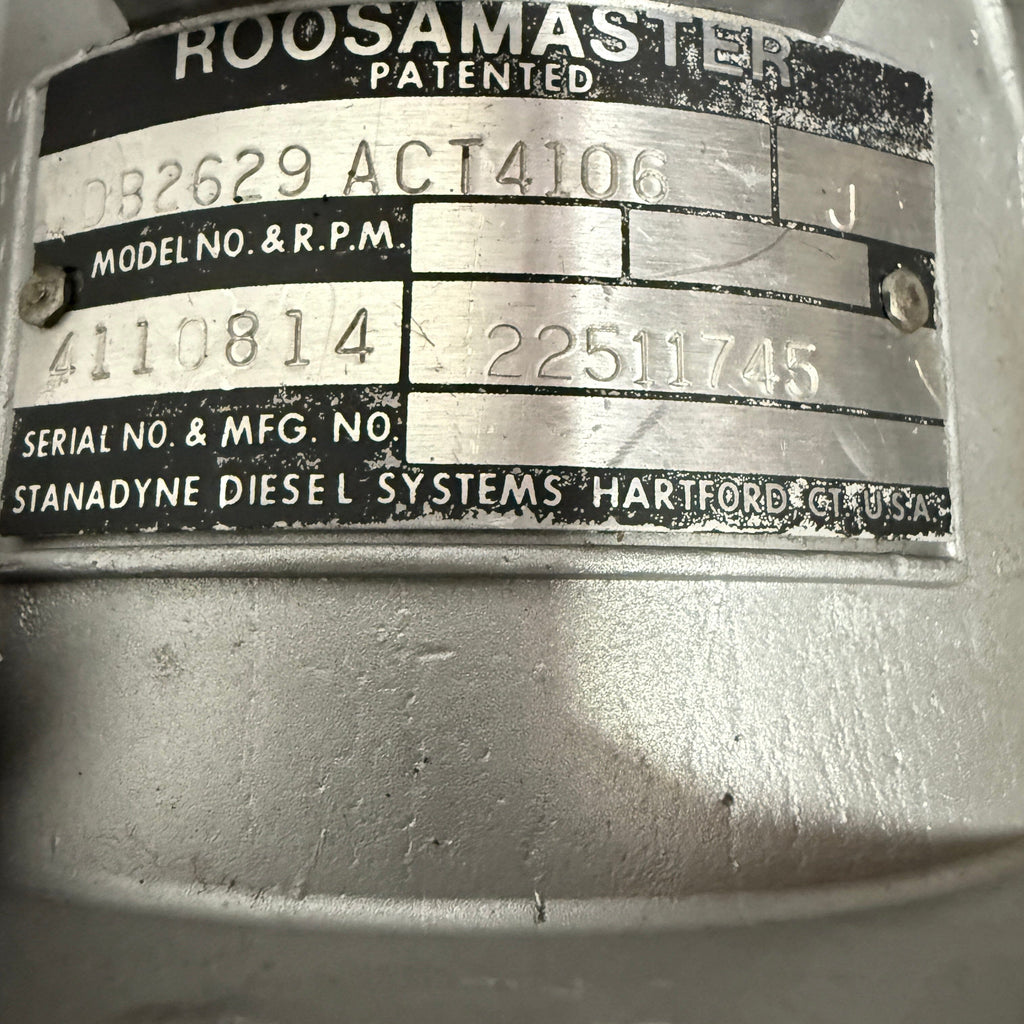 ROOSAMASTER
PATENTED
DB2629 ACT4106 J
MODEL NO. & R.P.M.
4110814 22511745
SERIAL NO. & MFG. NO.
STANADYNE DIESEL SYSTEMS HARTFORD CT. U.S.A.